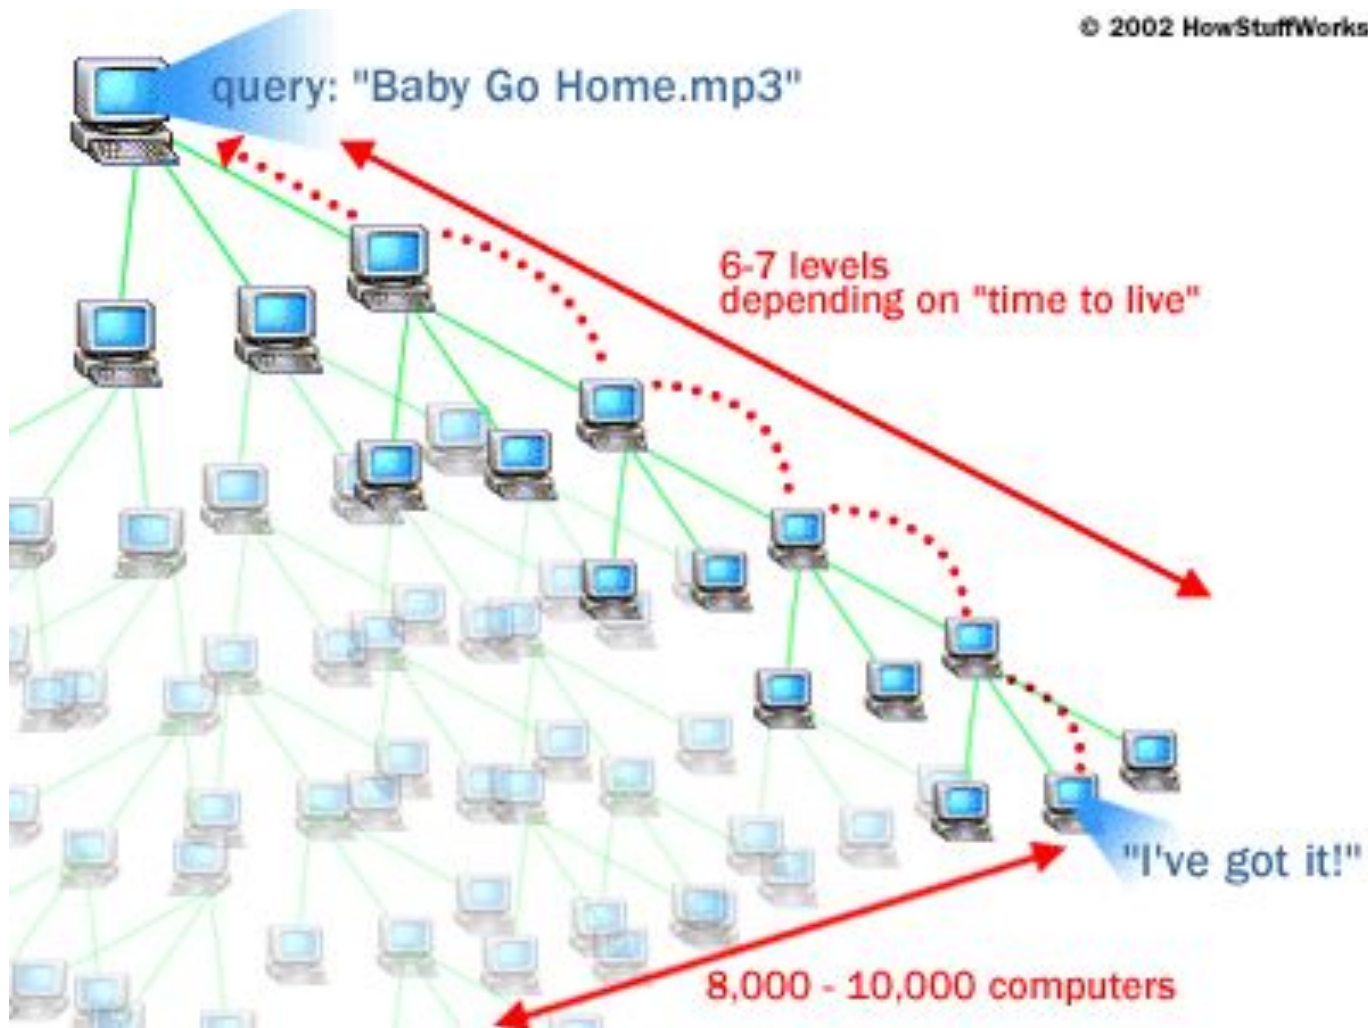 © 2002 HowStuffWorks
query: "Baby Go Home.mp3"
6-7 levels
depending on "time to live"
"I've got it!"
8,000 - 10,000 computers